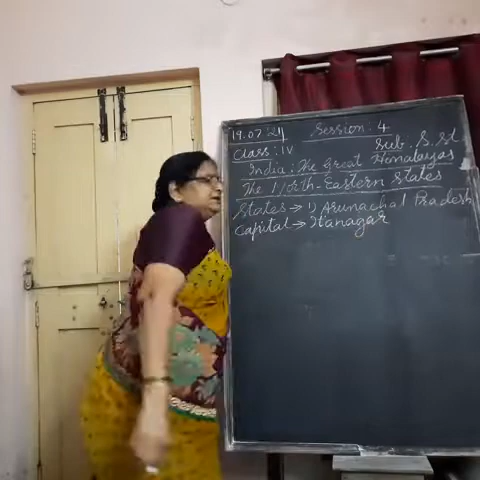 19.07.21 Session. 4
Class: IV Sub. S.St
India: The Great Himalayas
The North-Eastern States
States → 1) Arunachal Pradesh
Capital → Itanagar